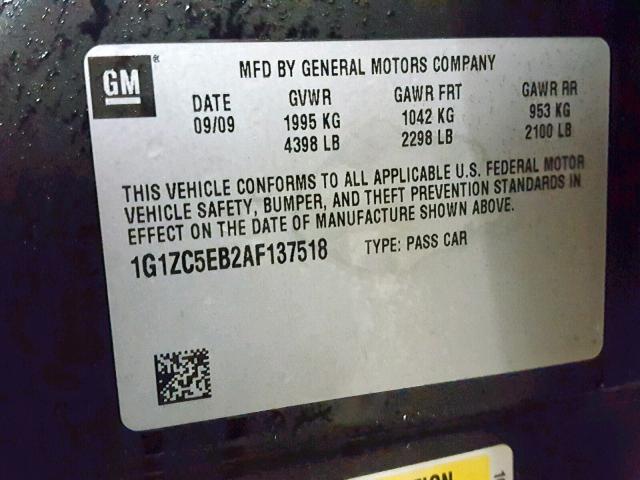 GM ®
MFD BY GENERAL MOTORS COMPANY
DATE GVWR GAWR FRT GAWR RR
09/09 1995 KG 1042 KG 953 KG
4398 LB 2298 LB 2100 LB
THIS VEHICLE CONFORMS TO ALL APPLICABLE U.S. FEDERAL MOTOR
VEHICLE SAFETY, BUMPER, AND THEFT PREVENTION STANDARDS IN
EFFECT ON THE DATE OF MANUFACTURE SHOWN ABOVE.
1G1ZC5EB2AF137518 TYPE: PASS CAR